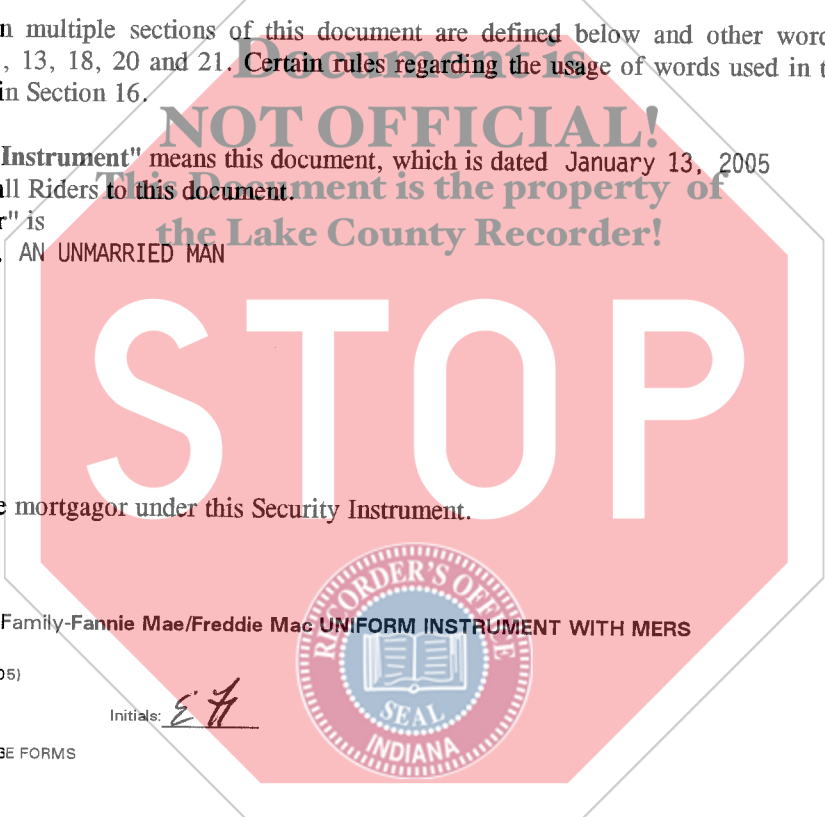 n multiple sections of this document are defined below and other word
, 13, 18, 20 and 21. Certain rules regarding the usage of words used in t
in Section 16.
Document is
NOT OFFICIAL!
This Document is the property of
the Lake County Recorder!
Instrument" means this document, which is dated January 13, 2005
all Riders to this document.
r" is
, AN UNMARRIED MAN
STOP
e mortgagor under this Security Instrument.
Family-Fannie Mae/Freddie Mac UNIFORM INSTRUMENT WITH MERS
05)
Initials:
GE FORMS
RECORDER'S OFFICE
SEAL
INDIANA